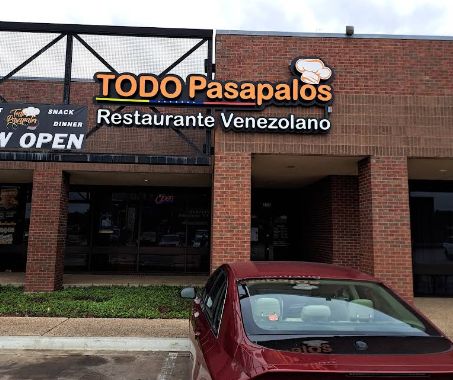 TODO Pasapalos
Restaurante Venezolano
SNACK
DINNER
W OPEN